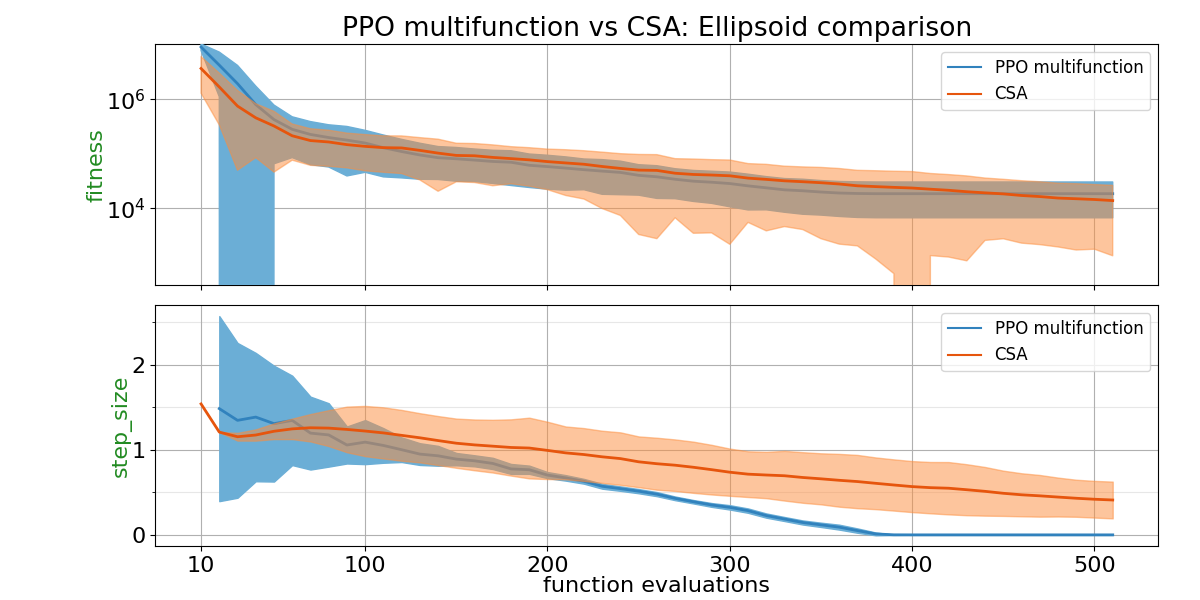 PPO multifunction vs CSA: Ellipsoid comparison
fitness
10^6
10^4
PPO multifunction
CSA
step_size
2
1
0
PPO multifunction
CSA
10 100 200 300 400 500
function evaluations